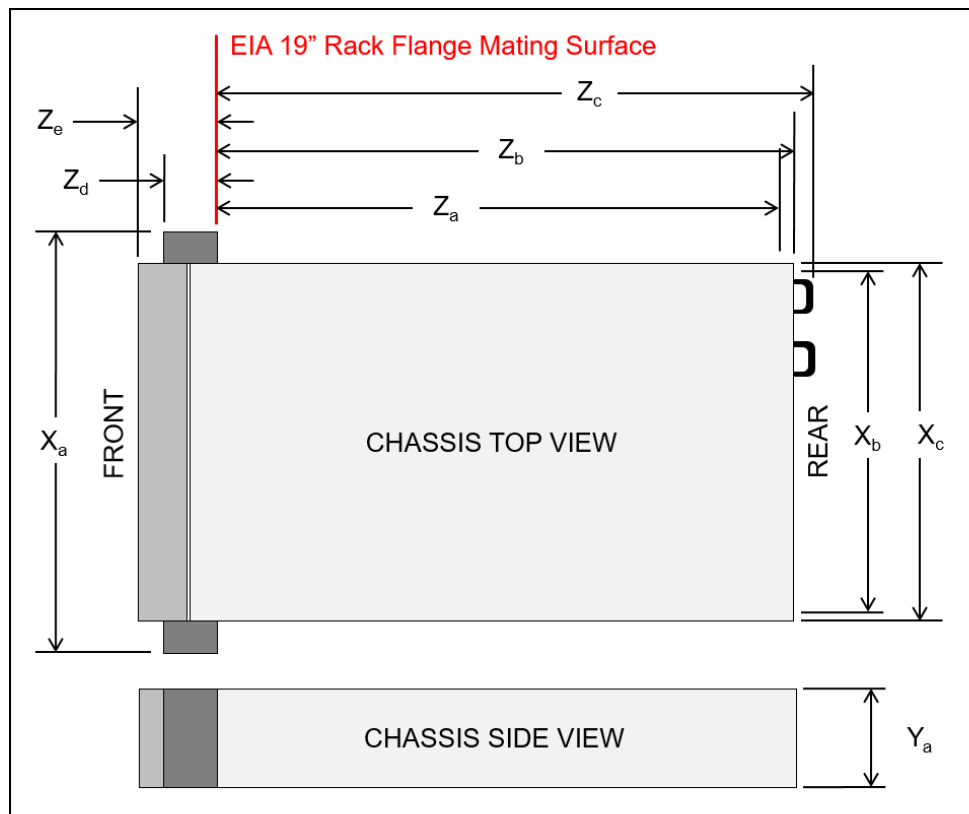 EIA 19” Rack Flange Mating Surface
Zc
Ze
Zb
Zd
Za
FRONT
Xa
CHASSIS TOP VIEW
REAR
Xb
Xc
CHASSIS SIDE VIEW
Ya